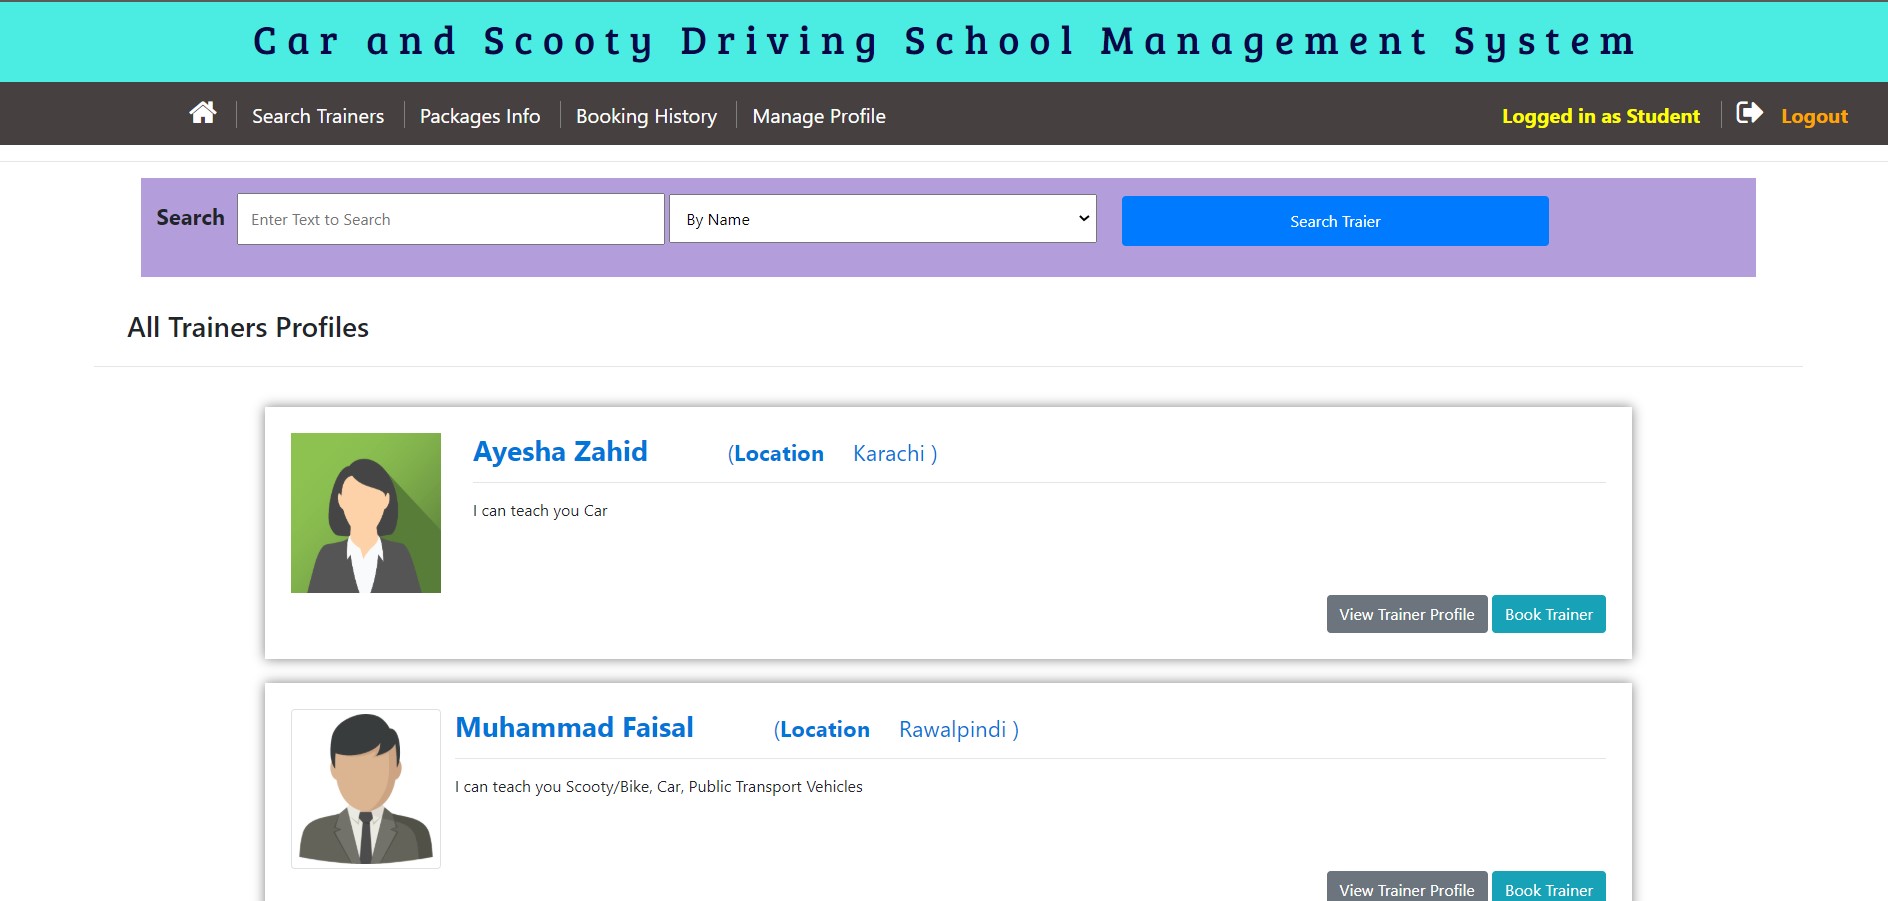 Car and Scooty Driving School Management System
Search Trainers Packages Info Booking History Manage Profile Logged in as Student Logout
Search Enter Text to Search By Name Search Traier
All Trainers Profiles
Ayesha Zahid (Location Karachi )
I can teach you Car
View Trainer Profile Book Trainer
Muhammad Faisal (Location Rawalpindi )
I can teach you Scooty/Bike, Car, Public Transport Vehicles
View Trainer Profile Book Trainer